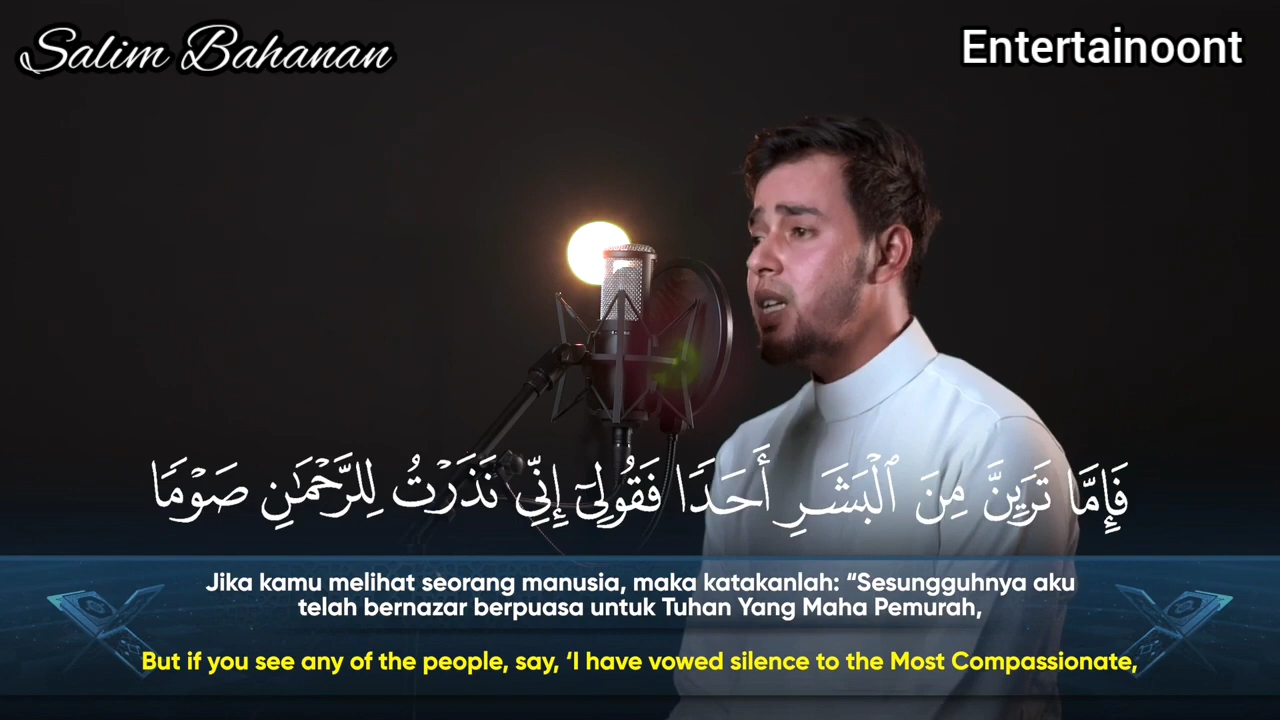 Salim Bahanan
Entertainoont
فَإِمَّا تَرَيِنَّ مِنَ ٱلْبَشَرِ أَحَدًا فَقُولِىٓ إِنِّى نَذَرْتُ لِلرَّحْمَٰنِ صَوْمًا
Jika kamu melihat seorang manusia, maka katakanlah: “Sesungguhnya aku
telah bernazar berpuasa untuk Tuhan Yang Maha Pemurah,
But if you see any of the people, say, ‘I have vowed silence to the Most Compassionate,